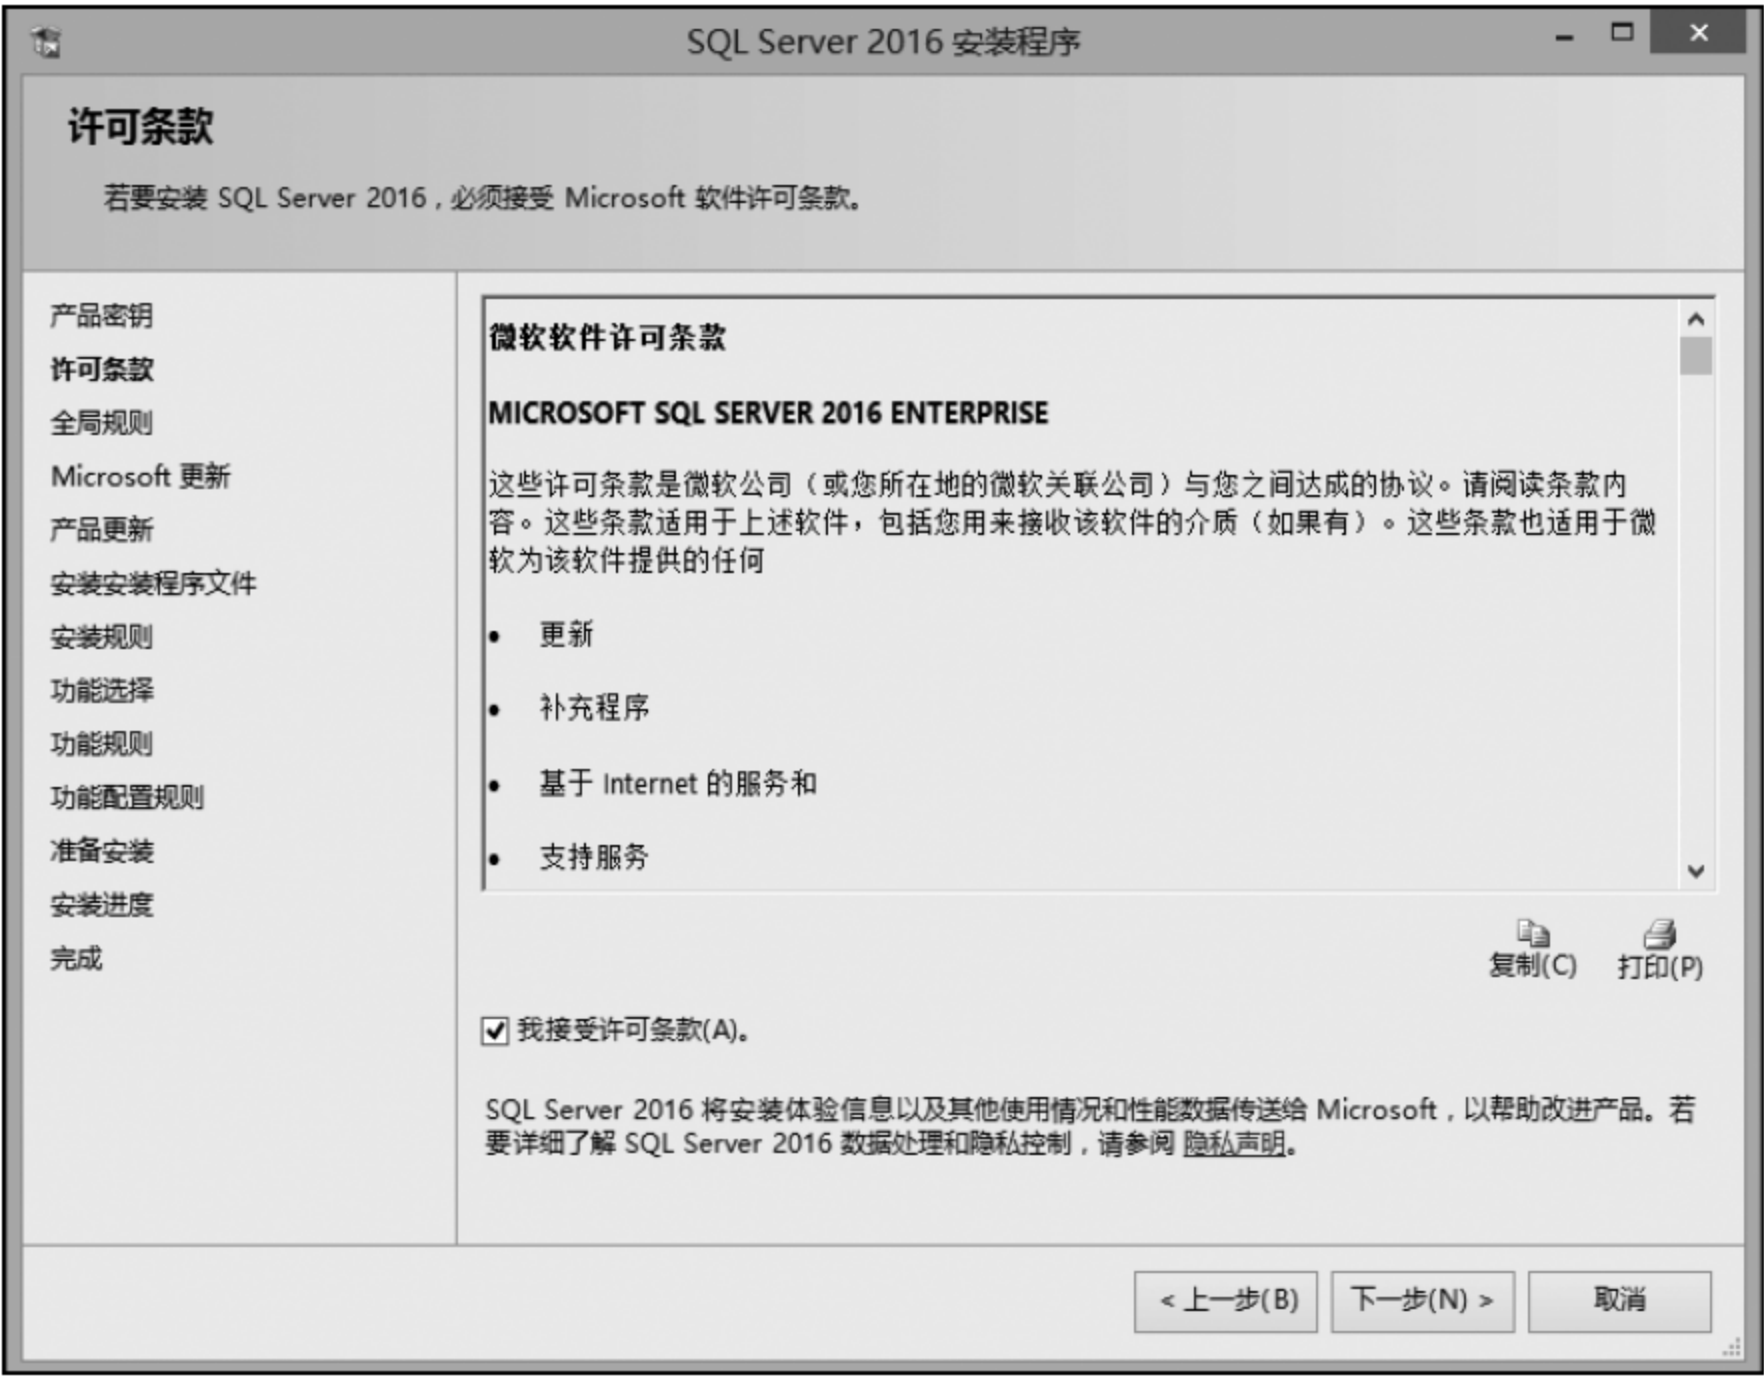 SQL Server 2016 安装程序
许可条款
若要安装 SQL Server 2016，必须接受 Microsoft 软件许可条款。
产品密钥
许可条款
全局规则
Microsoft 更新
产品更新
安装安装程序文件
安装规则
功能选择
功能规则
功能配置规则
准备安装
安装进度
完成
微软软件许可条款
MICROSOFT SQL SERVER 2016 ENTERPRISE
这些许可条款是微软公司（或您所在地的微软关联公司）与您之间达成的协议。请阅读条款内
容。这些条款适用于上述软件，包括您用来接收该软件的介质（如果有）。这些条款也适用于微
软为该软件提供的任何
• 更新
• 补充程序
• 基于 Internet 的服务和
• 支持服务
复制(C) 打印(P)
我接受许可条款(A)。
SQL Server 2016 将安装体验信息以及其他使用情况和性能数据传送给 Microsoft，以帮助改进产品。若
要详细了解 SQL Server 2016 数据处理和隐私控制，请参阅 隐私声明。
< 上一步(B) 下一步(N) > 取消